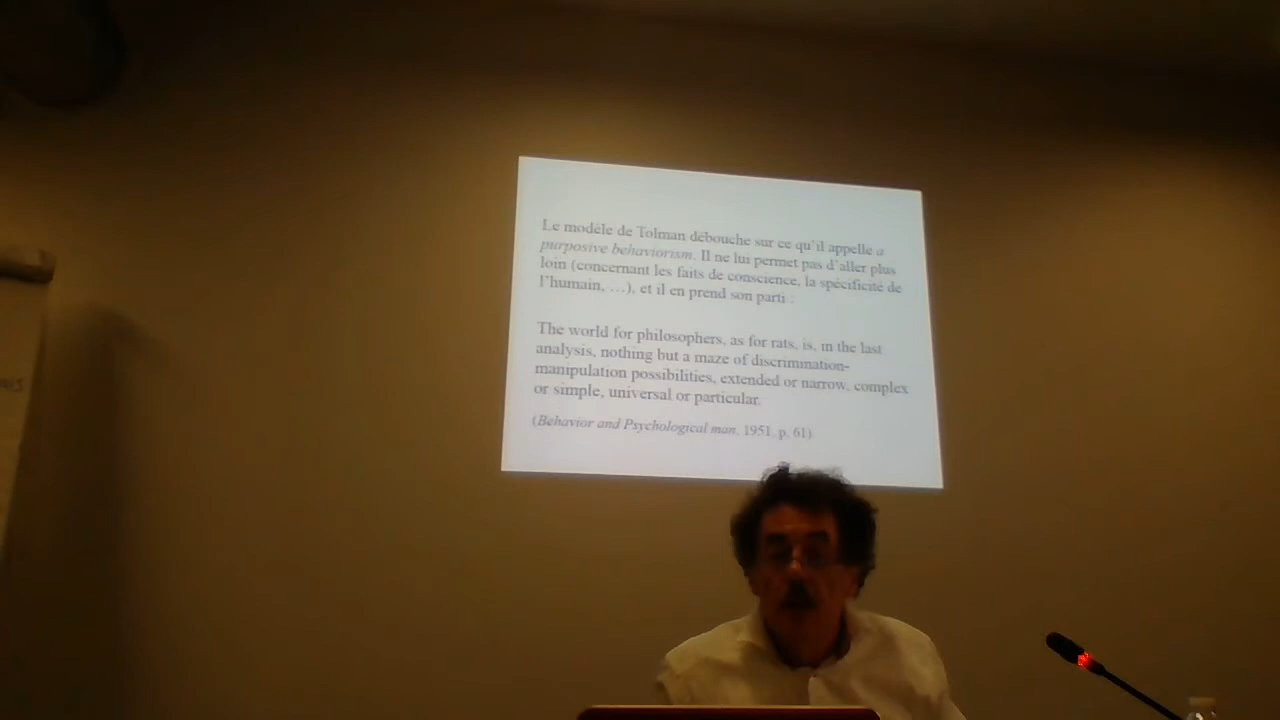 Le modèle de Tolman débouche sur ce qu'il appelle a
purposive behaviorism. Il ne lui permet pas d'aller plus
loin (concernant les faits de conscience, la spécificité de
l'humain, …), et il en prend son parti :
The world for philosophers, as for rats, is, in the last
analysis, nothing but a maze of discrimination-
manipulation possibilities, extended or narrow, complex
or simple, universal or particular.
(Behavior and Psychological man, 1951, p. 61)